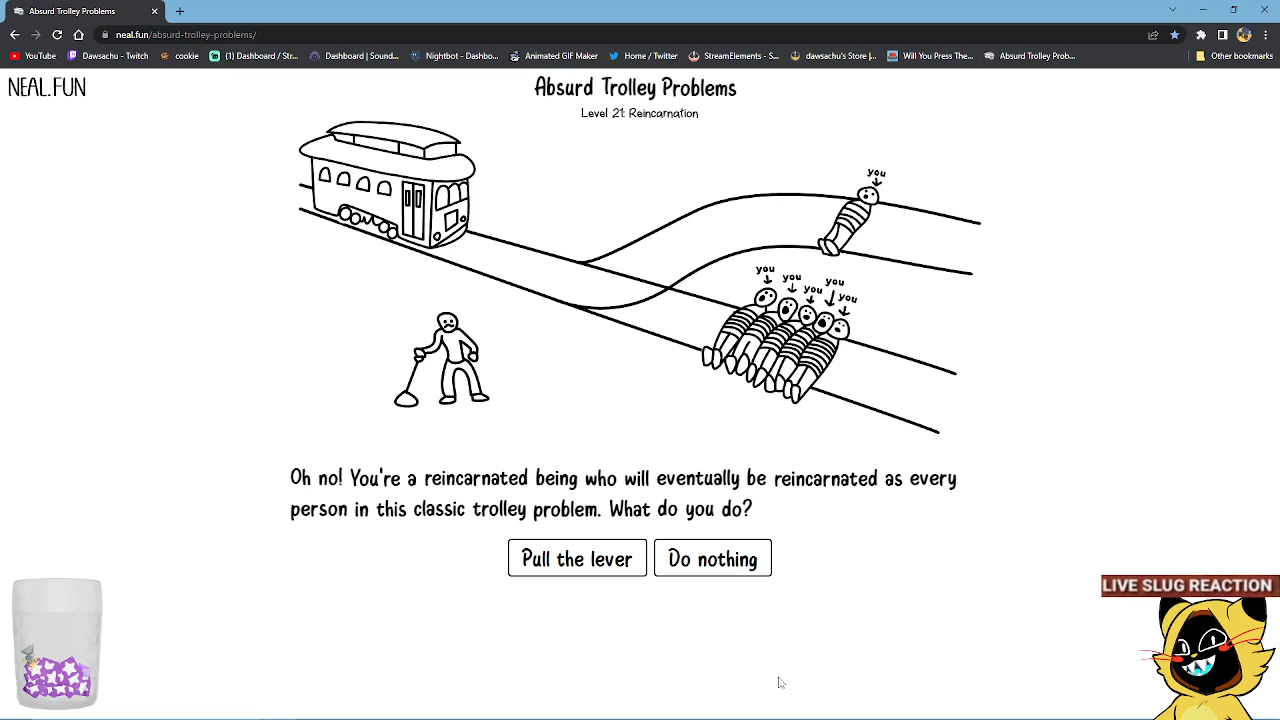 Absurd Trolley Problems
neal.fun/absurd-trolley-problems/
YouTube
Dawsachu - Twitch
cookie
(1) Dashboard / Str...
Dashboard | Sound...
Nightbot - Dashbo...
Animated GIF Maker
Home / Twitter
StreamElements - S...
dawsachu's Store |...
Will You Press The...
Absurd Trolley Prob...
Other bookmarks
NEAL.FUN
Absurd Trolley Problems
Level 21: Reincarnation
you
you
you
you
you
you
Oh no! You're a reincarnated being who will eventually be reincarnated as every
person in this classic trolley problem. What do you do?
Pull the lever
Do nothing
LIVE SLUG REACTION